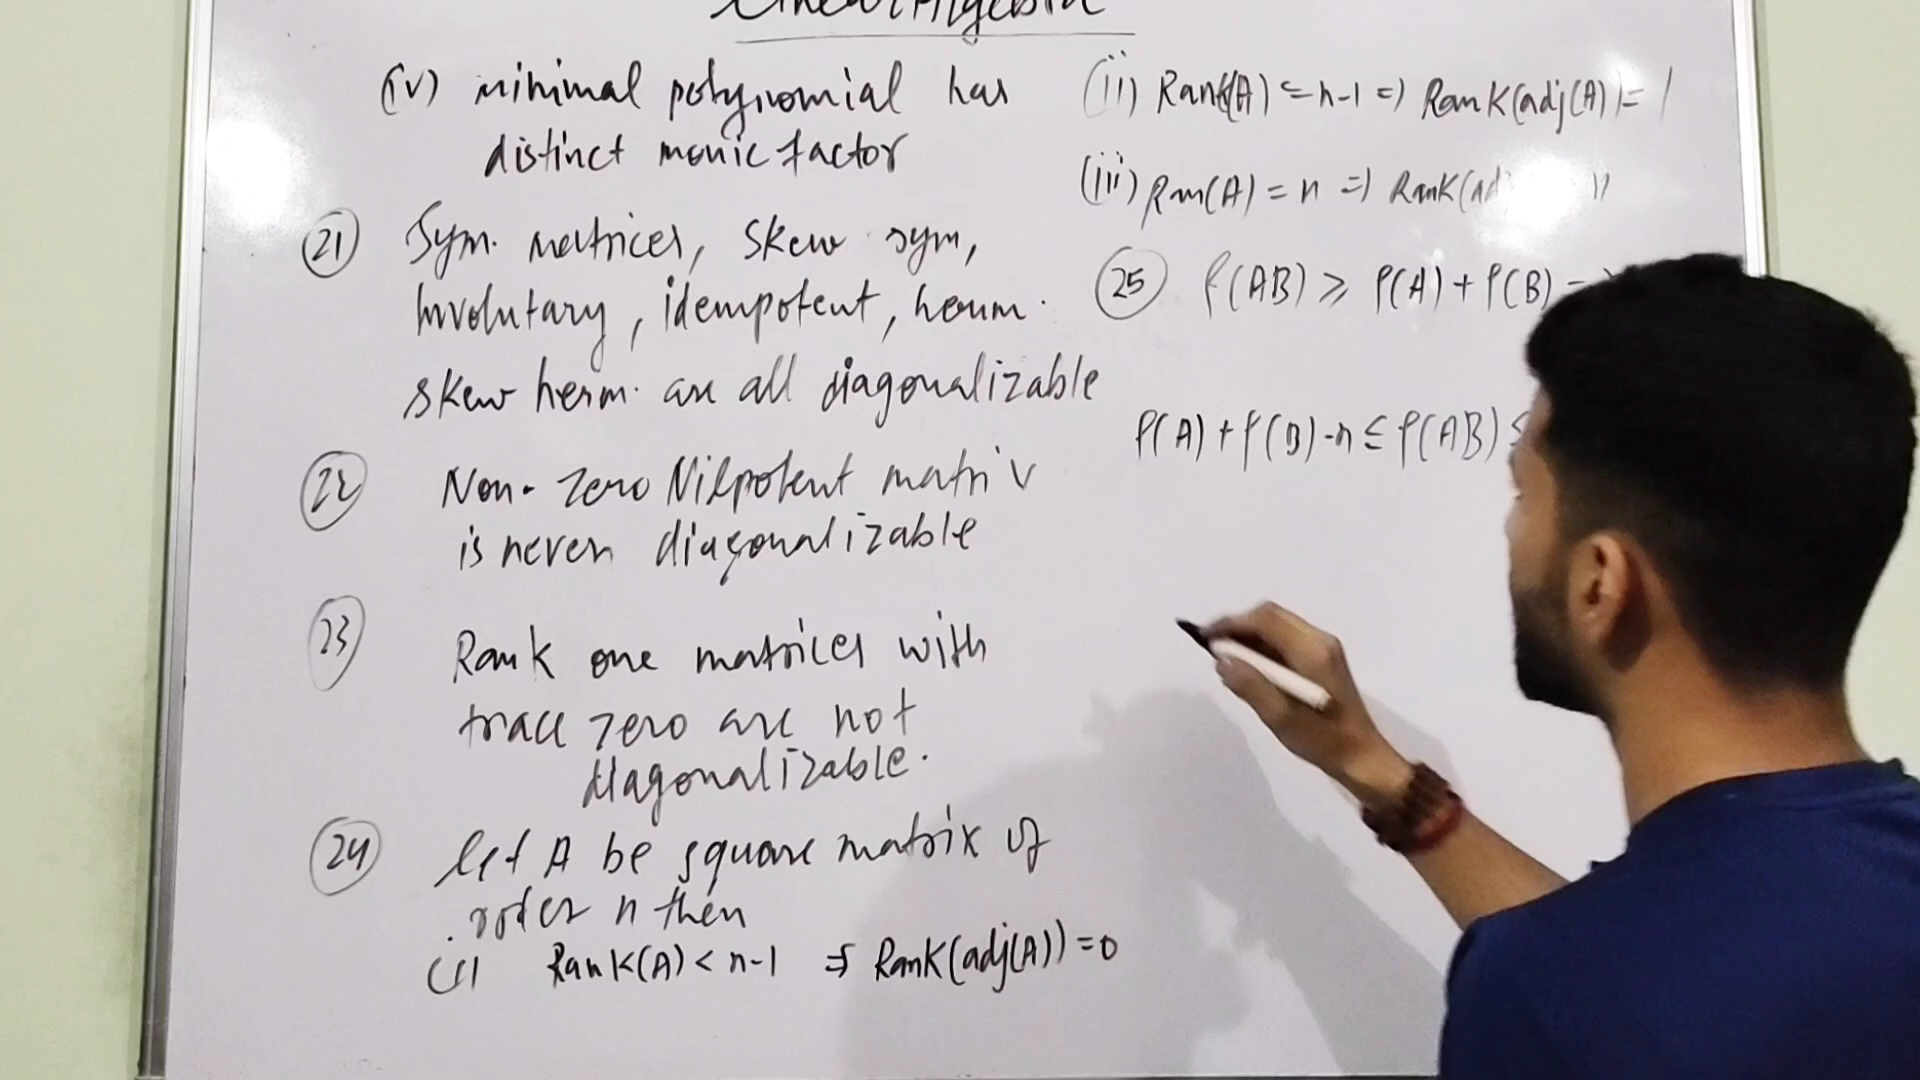 Linear Algebra
(iv) minimal polynomial has
distinct monic factor
(21) Sym. matrices, skew sym,
Involutary, idempotent, herm.
skew herm. are all diagonalizable
(22) Non-zero Nilpotent matrix
is never diagonalizable
(23) Rank one matrices with
trace zero are not
diagonalizable.
(24) let A be square matrix of
order n then
(i) Rank(A) < n-1 ⇒ Rank(adj(A)) = 0
(ii) Rank(A) = n-1 ⇒ Rank(adj(A)) = 1
(iii) Ran(A) = n ⇒ Rank(ad n
(25) ρ(AB) ≥ ρ(A) + ρ(B) -
ρ(A) + ρ(B) - n ≤ ρ(AB) ≤